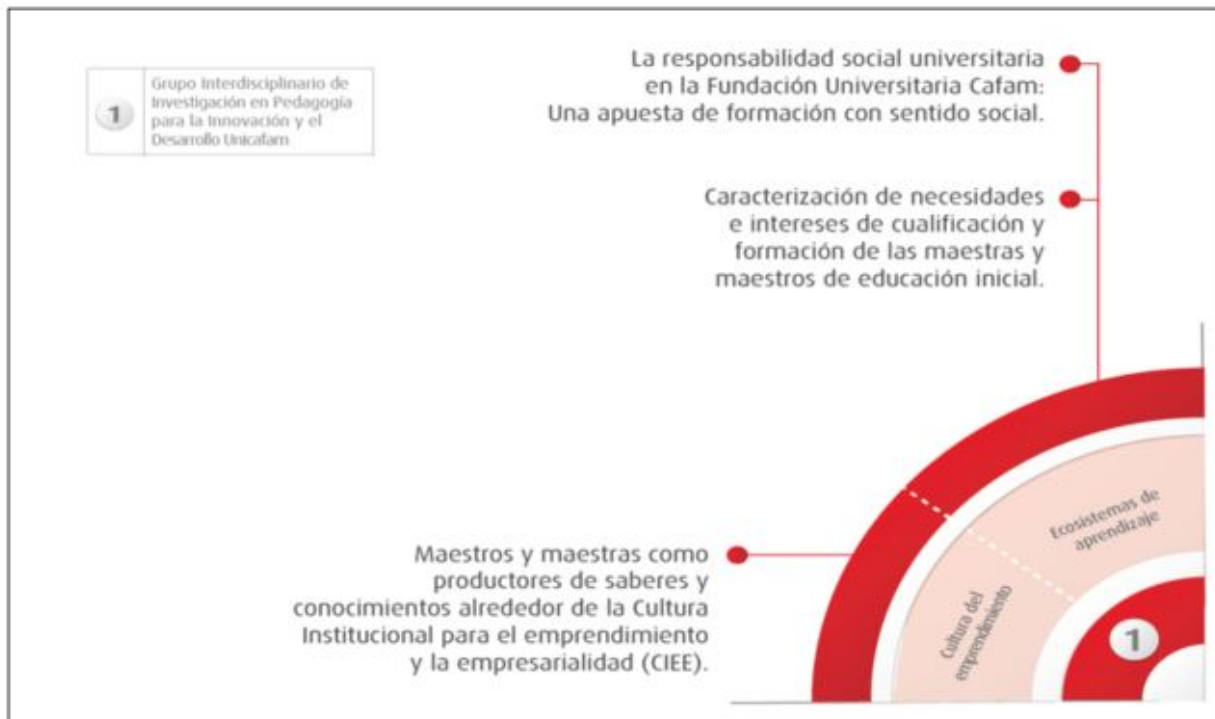 1
Grupo Interdisciplinario de
Investigación en Pedagogía
para la Innovación y el
Desarrollo Unicafam
La responsabilidad social universitaria
en la Fundación Universitaria Cafam:
Una apuesta de formación con sentido social.
Caracterización de necesidades
e intereses de cualificación y
formación de las maestras y
maestros de educación inicial.
Ecosistemas de
aprendizaje
Maestros y maestras como
productores de saberes y
conocimientos alrededor de la Cultura
Institucional para el emprendimiento
y la empresarialidad (CIEE).
Cultura del
emprendimiento
1